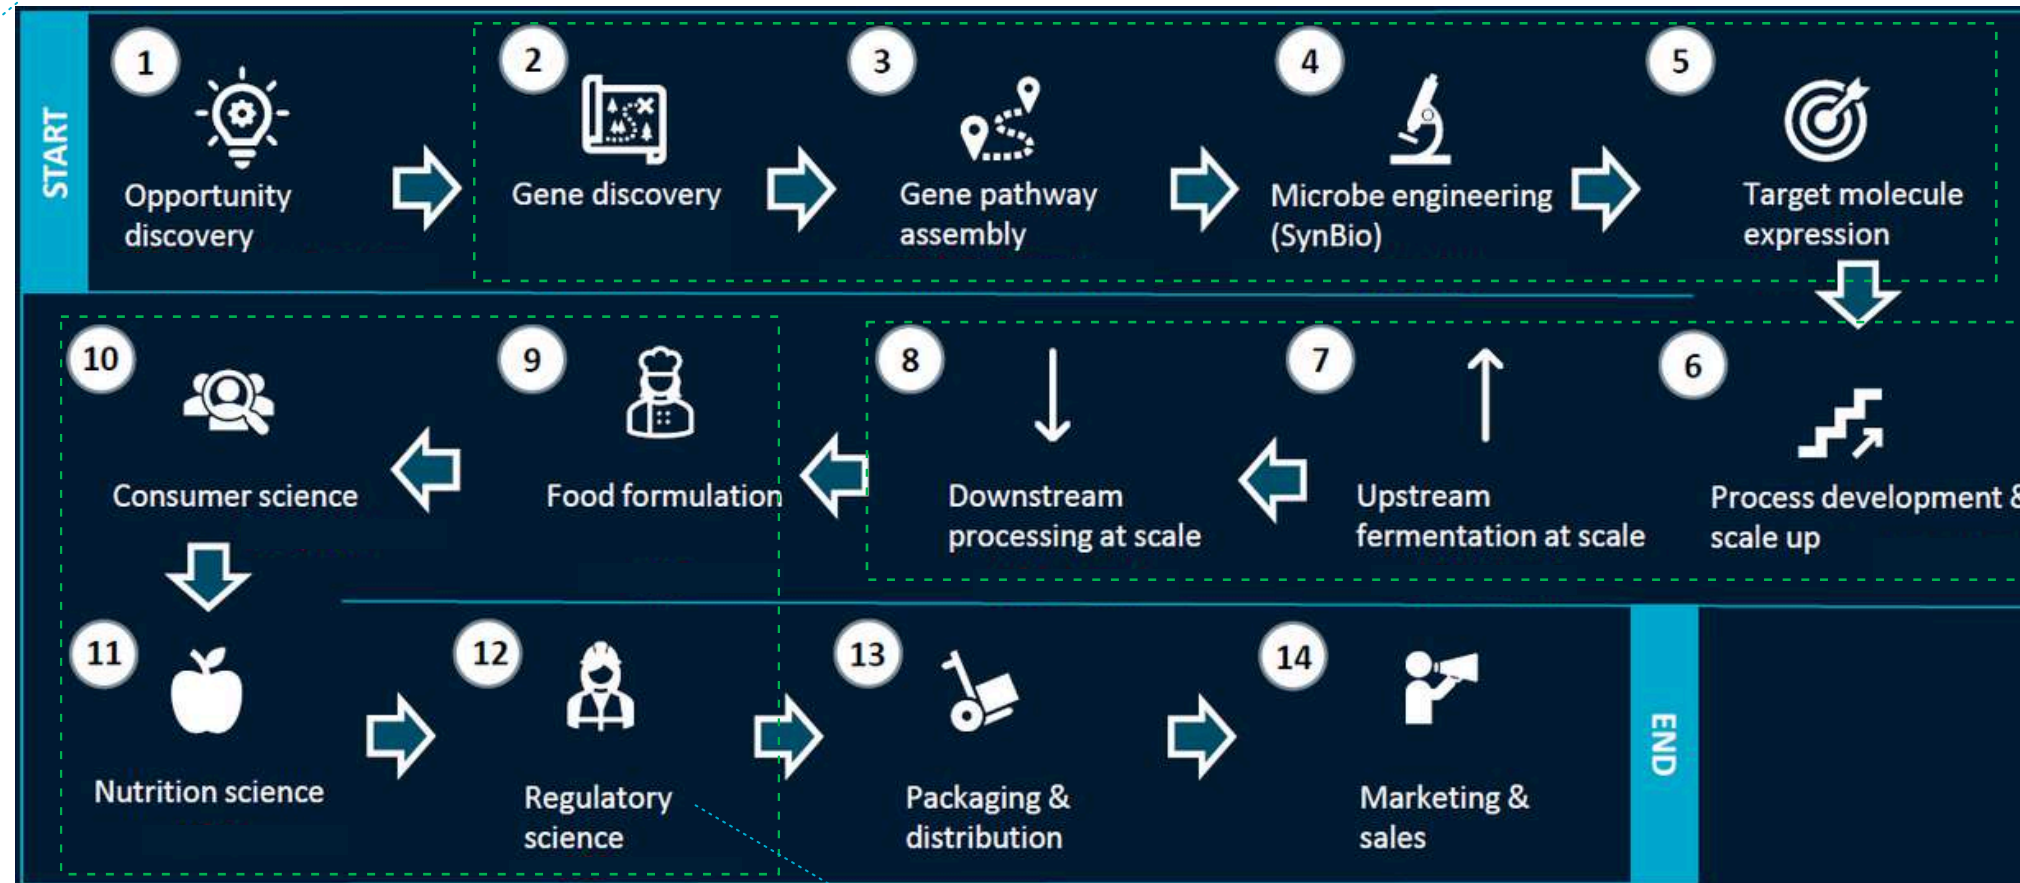 START
1
Opportunity
discovery
2
Gene discovery
3
Gene pathway
assembly
4
Microbe engineering
(SynBio)
5
Target molecule
expression
6
Process development &
scale up
7
Upstream
fermentation at scale
8
Downstream
processing at scale
9
Food formulation
10
Consumer science
11
Nutrition science
12
Regulatory
science
13
Packaging &
distribution
14
Marketing &
sales
END